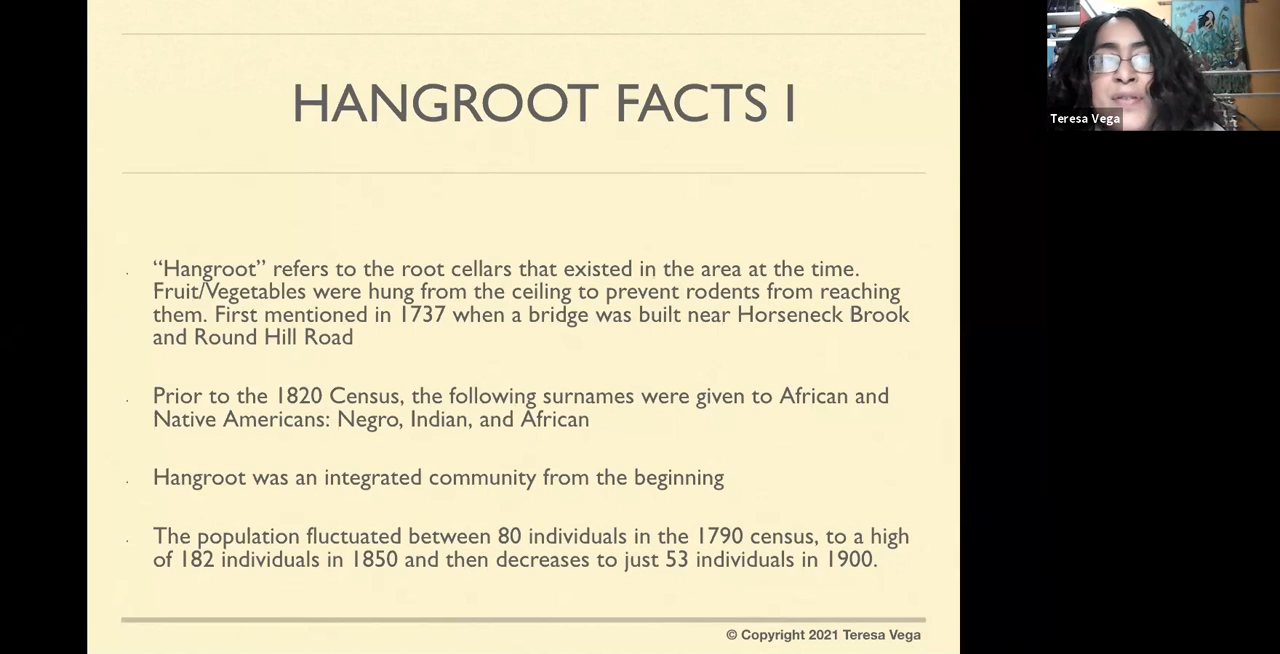 HANGROOT FACTS I
Teresa Vega
“Hangroot” refers to the root cellars that existed in the area at the time.
Fruit/Vegetables were hung from the ceiling to prevent rodents from reaching
them. First mentioned in 1737 when a bridge was built near Horseneck Brook
and Round Hill Road
Prior to the 1820 Census, the following surnames were given to African and
Native Americans: Negro, Indian, and African
Hangroot was an integrated community from the beginning
The population fluctuated between 80 individuals in the 1790 census, to a high
of 182 individuals in 1850 and then decreases to just 53 individuals in 1900.
© Copyright 2021 Teresa Vega